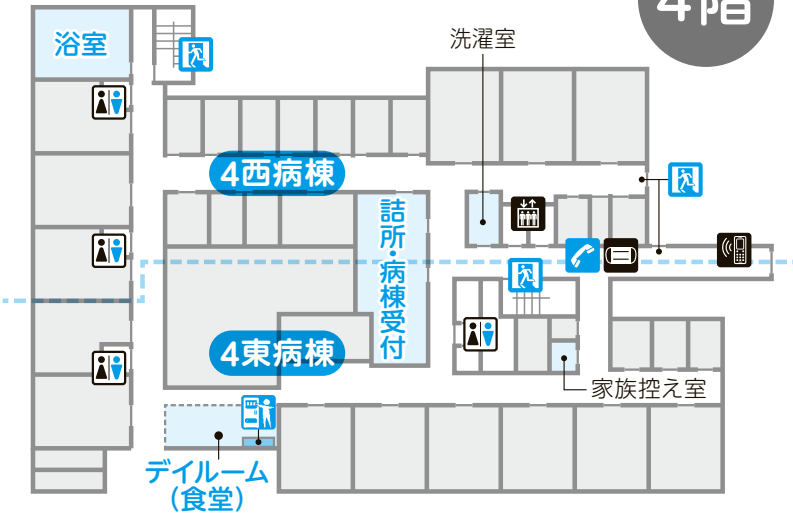 4階
浴室
洗濯室
4西病棟
詰所・病棟受付
4東病棟
家族控え室
デイルーム
（食堂）